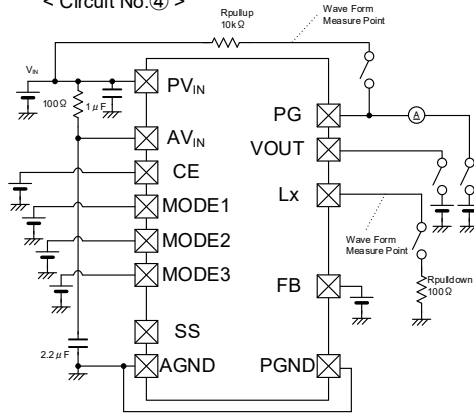 < Circuit No.④ >
Rpullup
10kΩ
Wave Form
Measure Point
VIN
100Ω
1μF
PVIN
PG
A
AVIN
VOUT
CE
Lx
MODE1
MODE2
Wave Form
Measure Point
MODE3
FB
Rpulldown
100Ω
SS
2.2μF
AGND
PGND